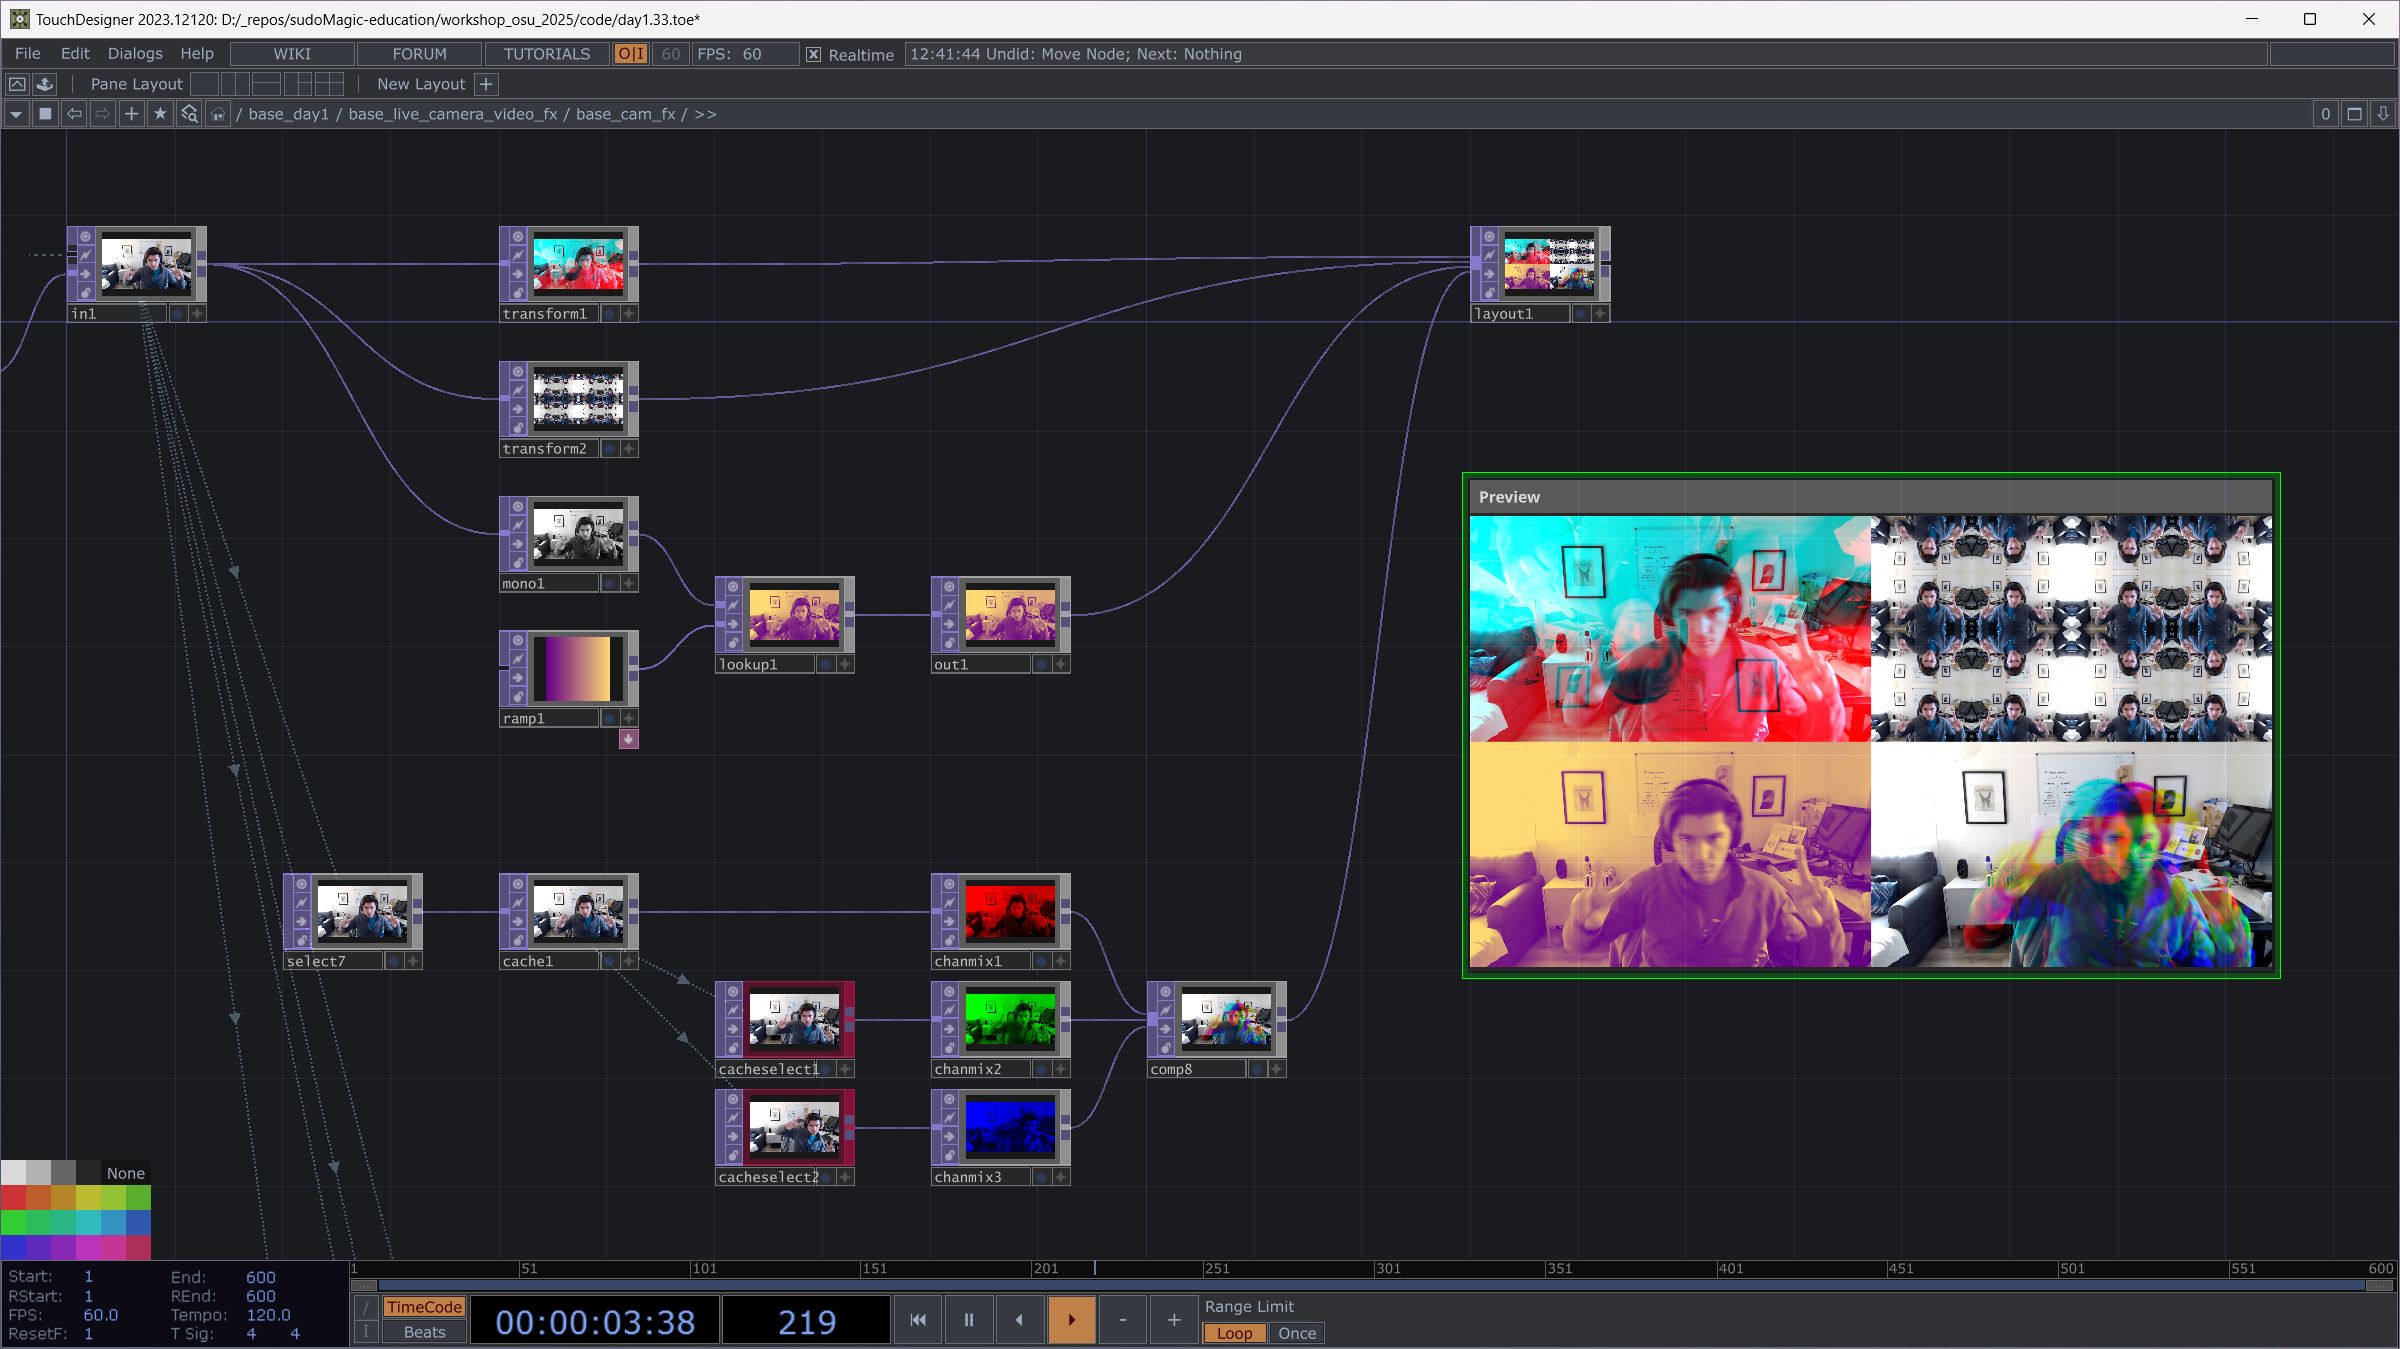 TouchDesigner 2023.12120: D:/_repos/sudoMagic-education/workshop_osu_2025/code/day1.33.toe*
File Edit Dialogs Help WIKI FORUM TUTORIALS O|I 60 FPS: 60 Realtime 12:41:44 Undid: Move Node; Next: Nothing
Pane Layout New Layout +
/ base_day1 / base_live_camera_video_fx / base_cam_fx / >> 0
in1
transform1
layout1
transform2
Preview
mono1
lookup1
out1
ramp1
select7
cache1
chanmix1
cacheselect1
chanmix2
comp8
cacheselect2
chanmix3
None
1 51 101 151 201 251 301 351 401 451 501 551 600
Start: 1 End: 600
RStart: 1 REnd: 600
FPS: 60.0 Tempo: 120.0
ResetF: 1 T Sig: 4 4
/ TimeCode
I Beats
00:00:03:38 219 - +
Range Limit
Loop Once